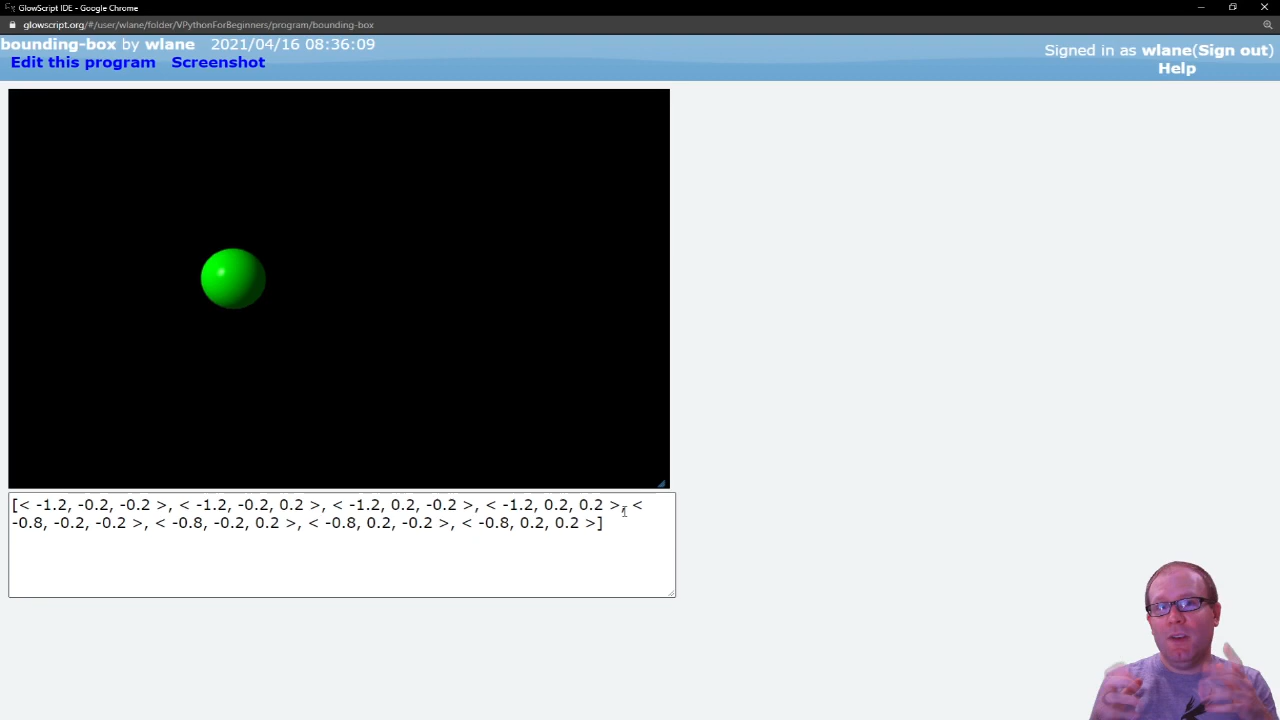 GlowScript IDE - Google Chrome
glowscript.org/#/user/wlane/folder/VPythonForBeginners/program/bounding-box
bounding-box by wlane 2021/04/16 08:36:09
Signed in as wlane(Sign out)
Edit this program Screenshot
Help
[< -1.2, -0.2, -0.2 >, < -1.2, -0.2, 0.2 >, < -1.2, 0.2, -0.2 >, < -1.2, 0.2, 0.2 >, <
-0.8, -0.2, -0.2 >, < -0.8, -0.2, 0.2 >, < -0.8, 0.2, -0.2 >, < -0.8, 0.2, 0.2 >]